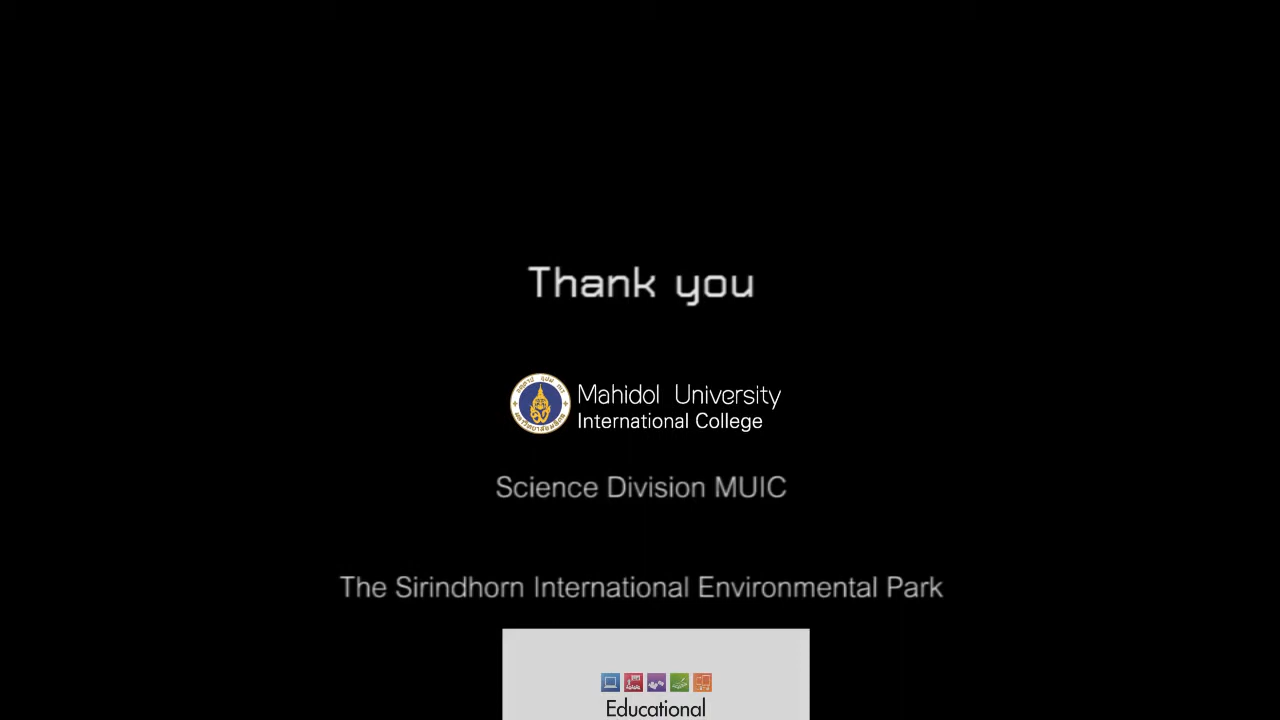 Thank you
Mahidol University
International College
Science Division MUIC
The Sirindhorn International Environmental Park
Educational